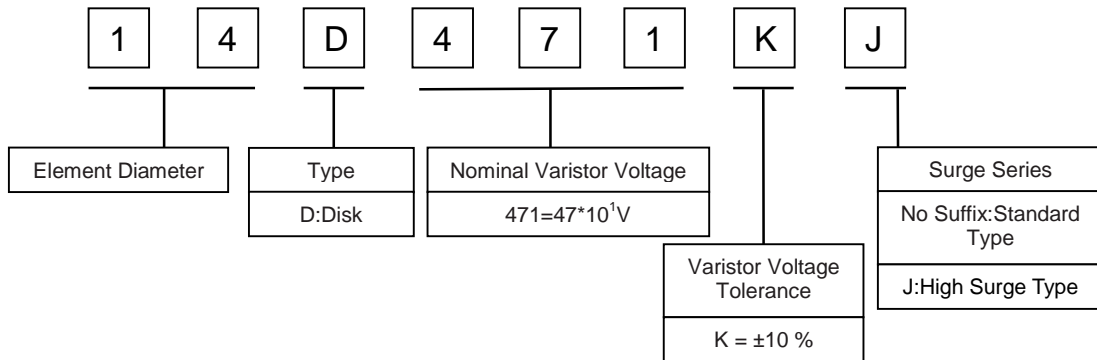 1 4 D 4 7 1 K J
Element Diameter
Type
D:Disk
Nominal Varistor Voltage
471=47*10¹V
Varistor Voltage
Tolerance
K = ±10 %
Surge Series
No Suffix:Standard
Type
J:High Surge Type